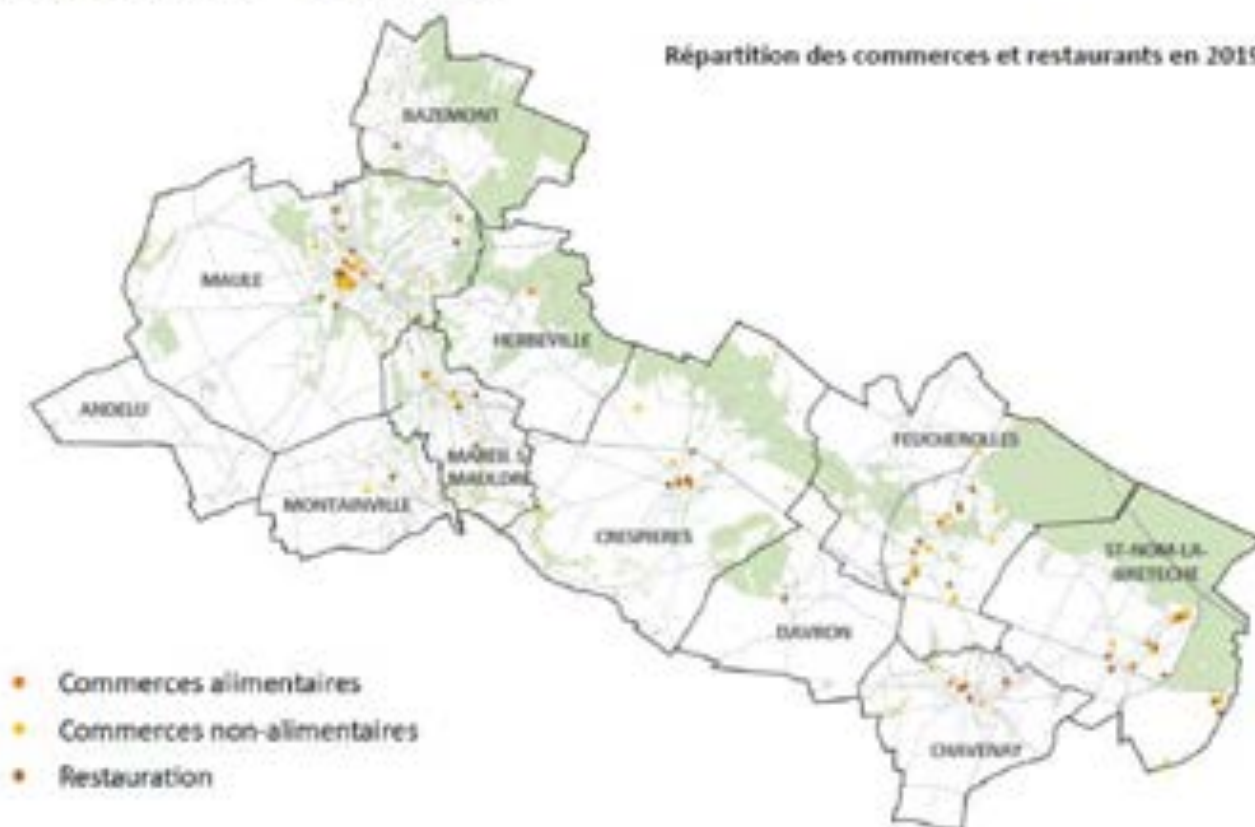 Répartition des commerces et restaurants en 2019
BAZEMONT
MAULE
HERBEVILLE
ANDELU
MAREIL S/
MAULDRE
MONTAINVILLE
FEUCHEROLLES
CRESPIERES
ST-NOM-LA-
-BRETECHE
DAVRON
CHAVENAY
Commerces alimentaires
Commerces non-alimentaires
Restauration